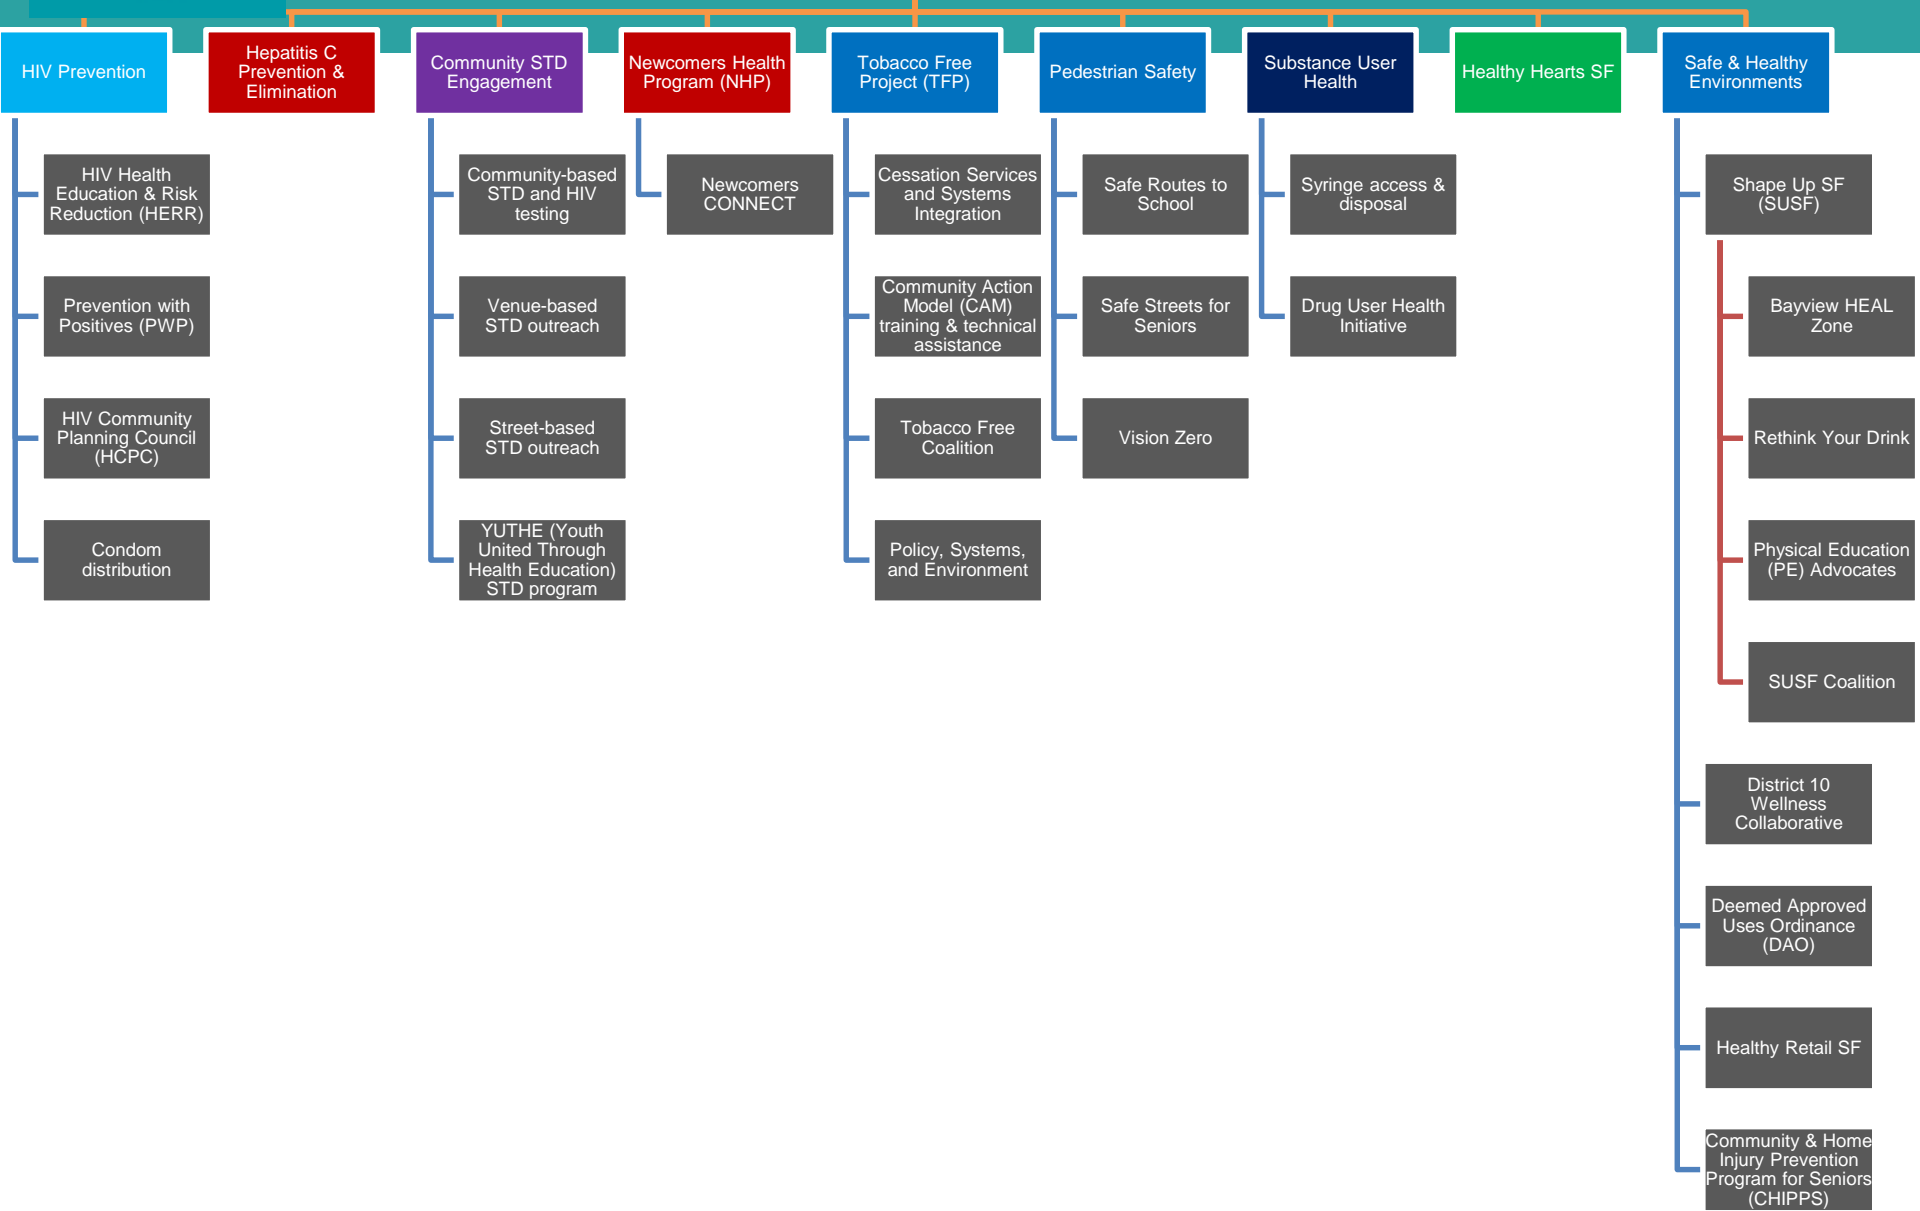 HIV Prevention
Hepatitis C
Prevention &
Elimination
Community STD
Engagement
Newcomers Health
Program (NHP)
Tobacco Free
Project (TFP)
Pedestrian Safety
Substance User
Health
Healthy Hearts SF
Safe & Healthy
Environments
HIV Health
Education & Risk
Reduction (HERR)
Prevention with
Positives (PWP)
HIV Community
Planning Council
(HCPC)
Condom
distribution
Community-based
STD and HIV
testing
Venue-based
STD outreach
Street-based
STD outreach
YUTHE (Youth
United Through
Health Education)
STD program
Newcomers
CONNECT
Cessation Services
and Systems
Integration
Community Action
Model (CAM)
training & technical
assistance
Tobacco Free
Coalition
Policy, Systems,
and Environment
Safe Routes to
School
Safe Streets for
Seniors
Vision Zero
Syringe access &
disposal
Drug User Health
Initiative
Shape Up SF
(SUSF)
Bayview HEAL
Zone
Rethink Your Drink
Physical Education
(PE) Advocates
SUSF Coalition
District 10
Wellness
Collaborative
Deemed Approved
Uses Ordinance
(DAO)
Healthy Retail SF
Community & Home
Injury Prevention
Program for Seniors
(CHIPPS)